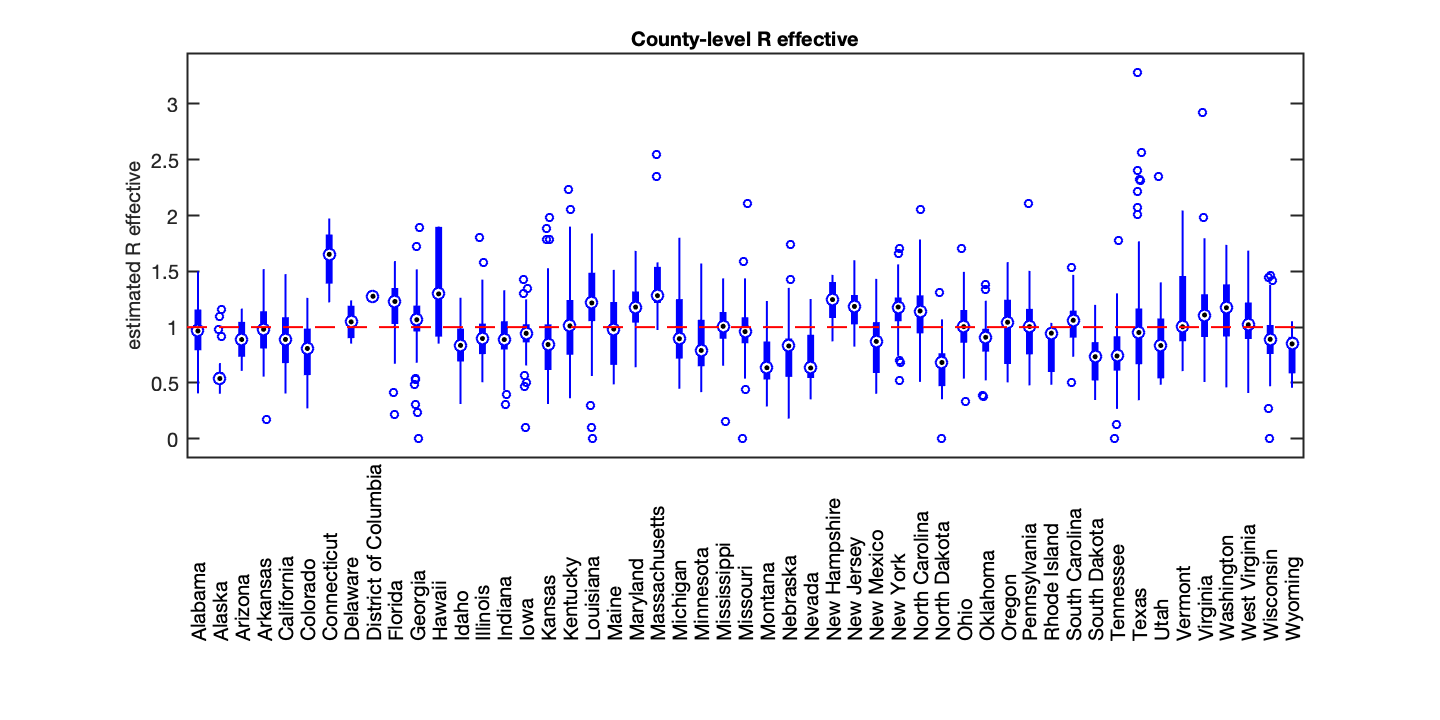 County-level R effective
estimated R effective
3
2.5
2
1.5
1
0.5
0
Alabama
Alaska
Arizona
Arkansas
California
Colorado
Connecticut
Delaware
District of Columbia
Florida
Georgia
Hawaii
Idaho
Illinois
Indiana
Iowa
Kansas
Kentucky
Louisiana
Maine
Maryland
Massachusetts
Michigan
Minnesota
Mississippi
Missouri
Montana
Nebraska
Nevada
New Hampshire
New Jersey
New Mexico
New York
North Carolina
North Dakota
Ohio
Oklahoma
Oregon
Pennsylvania
Rhode Island
South Carolina
South Dakota
Tennessee
Texas
Utah
Vermont
Virginia
Washington
West Virginia
Wisconsin
Wyoming